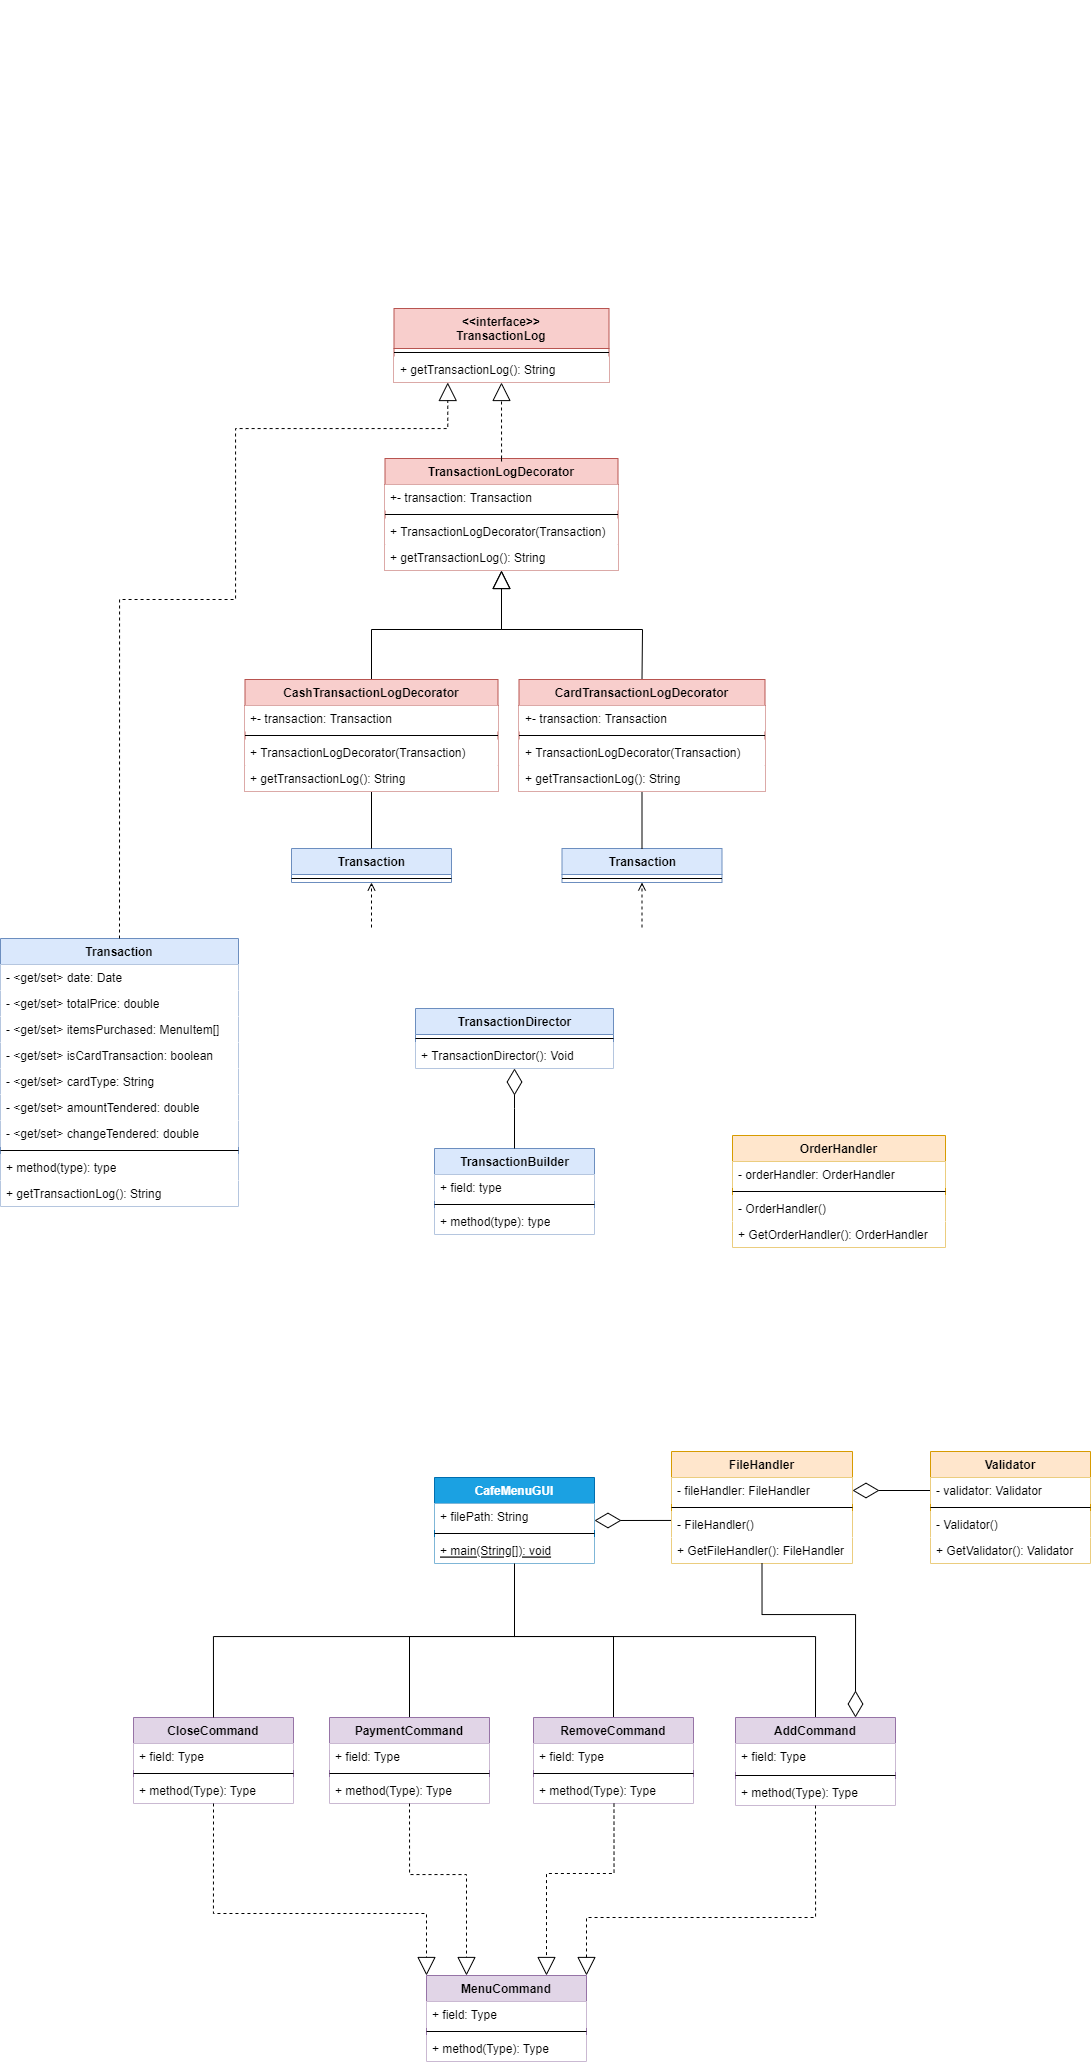 <<interface>>
TransactionLog
+ getTransactionLog(): String
TransactionLogDecorator
+- transaction: Transaction
+ TransactionLogDecorator(Transaction)
+ getTransactionLog(): String
CashTransactionLogDecorator
+- transaction: Transaction
+ TransactionLogDecorator(Transaction)
+ getTransactionLog(): String
CardTransactionLogDecorator
+- transaction: Transaction
+ TransactionLogDecorator(Transaction)
+ getTransactionLog(): String
Transaction
Transaction
Transaction
- <get/set> date: Date
- <get/set> totalPrice: double
- <get/set> itemsPurchased: MenuItem[]
- <get/set> isCardTransaction: boolean
- <get/set> cardType: String
- <get/set> amountTendered: double
- <get/set> changeTendered: double
+ method(type): type
+ getTransactionLog(): String
TransactionDirector
+ TransactionDirector(): Void
TransactionBuilder
+ field: type
+ method(type): type
OrderHandler
- orderHandler: OrderHandler
- OrderHandler()
+ GetOrderHandler(): OrderHandler
CafeMenuGUI
+ filePath: String
+ main(String[]): void
FileHandler
- fileHandler: FileHandler
- FileHandler()
+ GetFileHandler(): FileHandler
Validator
- validator: Validator
- Validator()
+ GetValidator(): Validator
CloseCommand
+ field: Type
+ method(Type): Type
PaymentCommand
+ field: Type
+ method(Type): Type
RemoveCommand
+ field: Type
+ method(Type): Type
AddCommand
+ field: Type
+ method(Type): Type
MenuCommand
+ field: Type
+ method(Type): Type